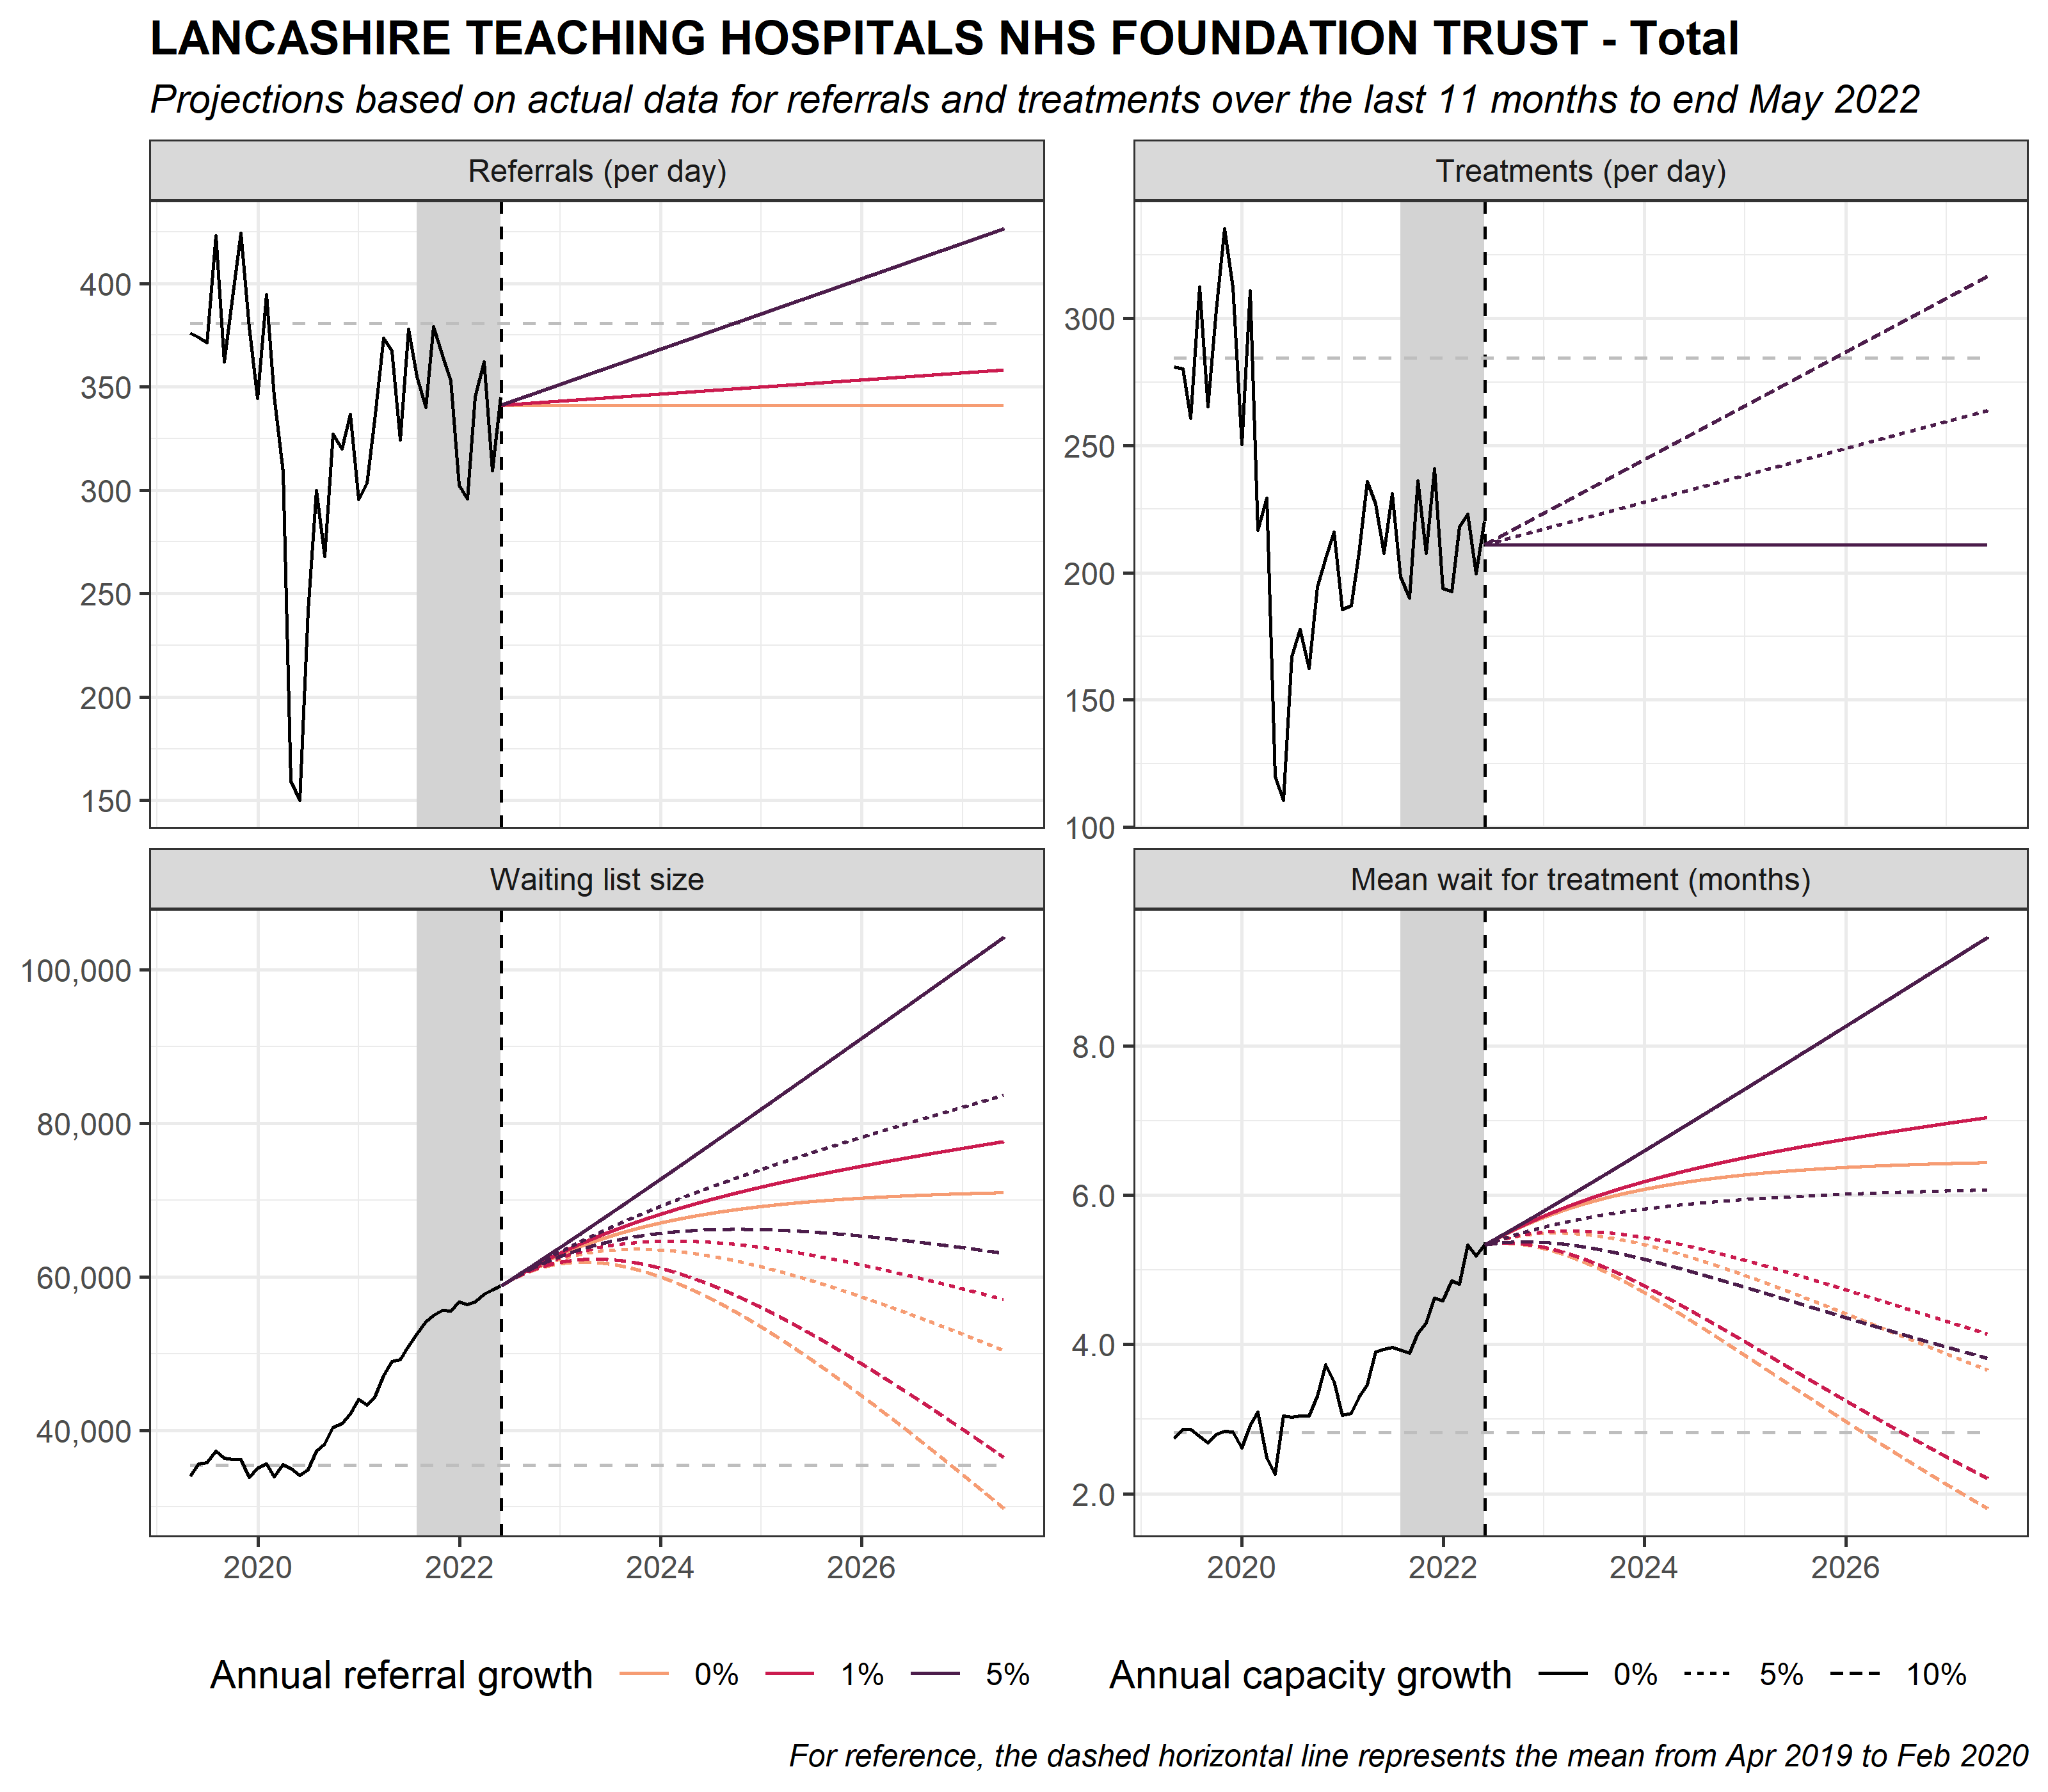 LANCASHIRE TEACHING HOSPITALS NHS FOUNDATION TRUST - Total
Projections based on actual data for referrals and treatments over the last 11 months to end May 2022
Referrals (per day)
400
350
300
250
200
150
Treatments (per day)
300
250
200
150
100
Waiting list size
100,000
80,000
60,000
40,000
2020 2022 2024 2026
Mean wait for treatment (months)
8.0
6.0
4.0
2.0
2020 2022 2024 2026
Annual referral growth 0% 1% 5%
Annual capacity growth 0% 5% 10%
For reference, the dashed horizontal line represents the mean from Apr 2019 to Feb 2020